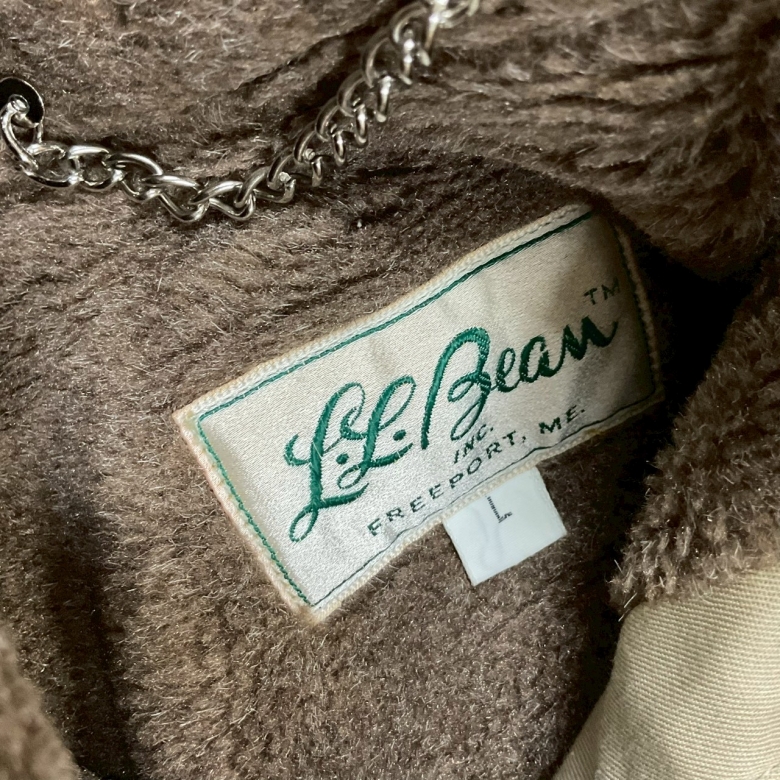 L.L. Bean TM
INC.
FREEPORT, ME.
L